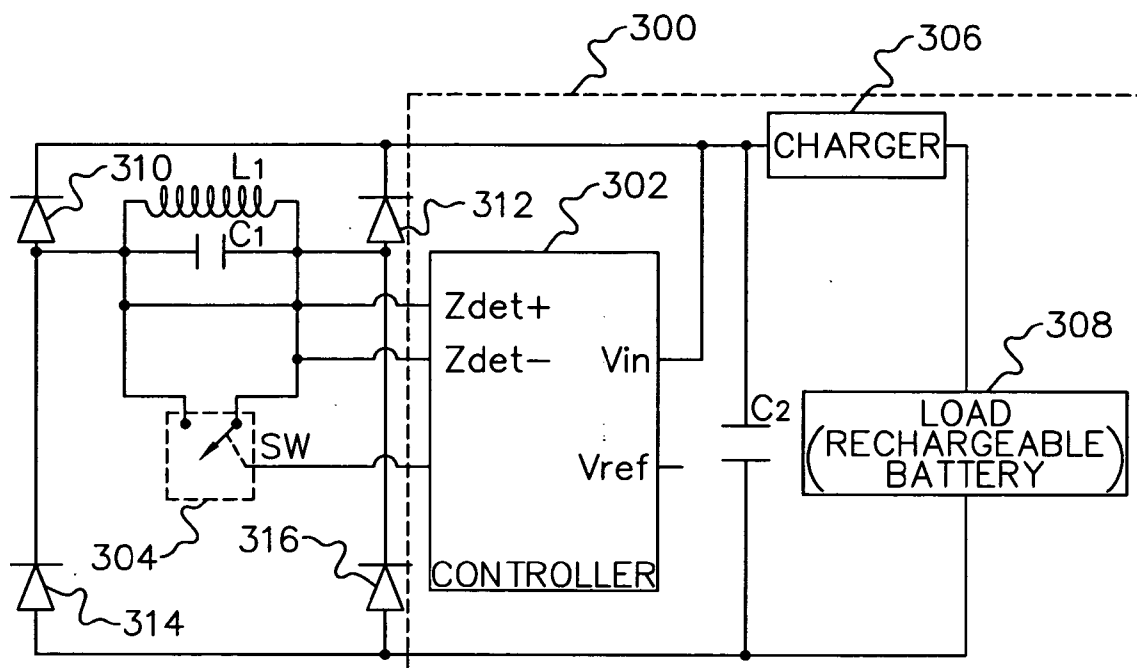 300
306
CHARGER
310
L1
312
302
C1
Zdet+
Zdet-
Vin
308
LOAD
(RECHARGEABLE
BATTERY)
C2
SW
Vref
304
316
CONTROLLER
314